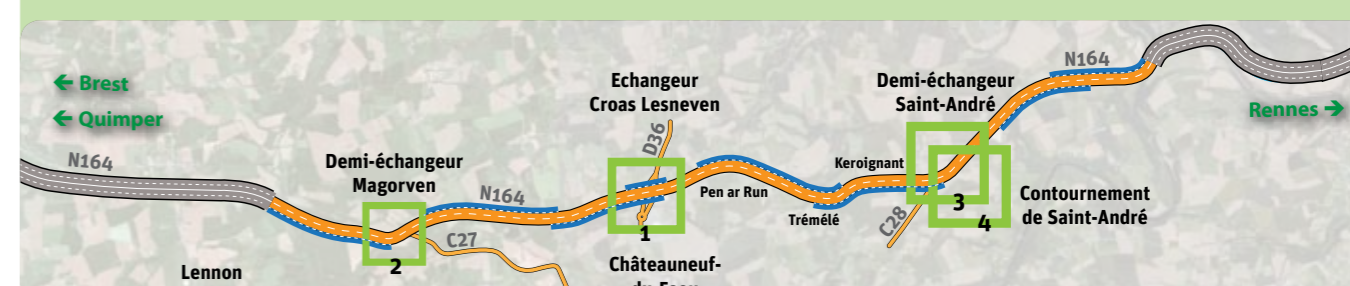 ← Brest
← Quimper
N164
Demi-échangeur
Magorven
N164
C27
2
Lennon
Echangeur
Croas Lesneven
D36
1
Châteauneuf-
Pen ar Run
Trémélé
Keroignant
Demi-échangeur
Saint-André
C28
3
4
Contournement
de Saint-André
N164
Rennes →